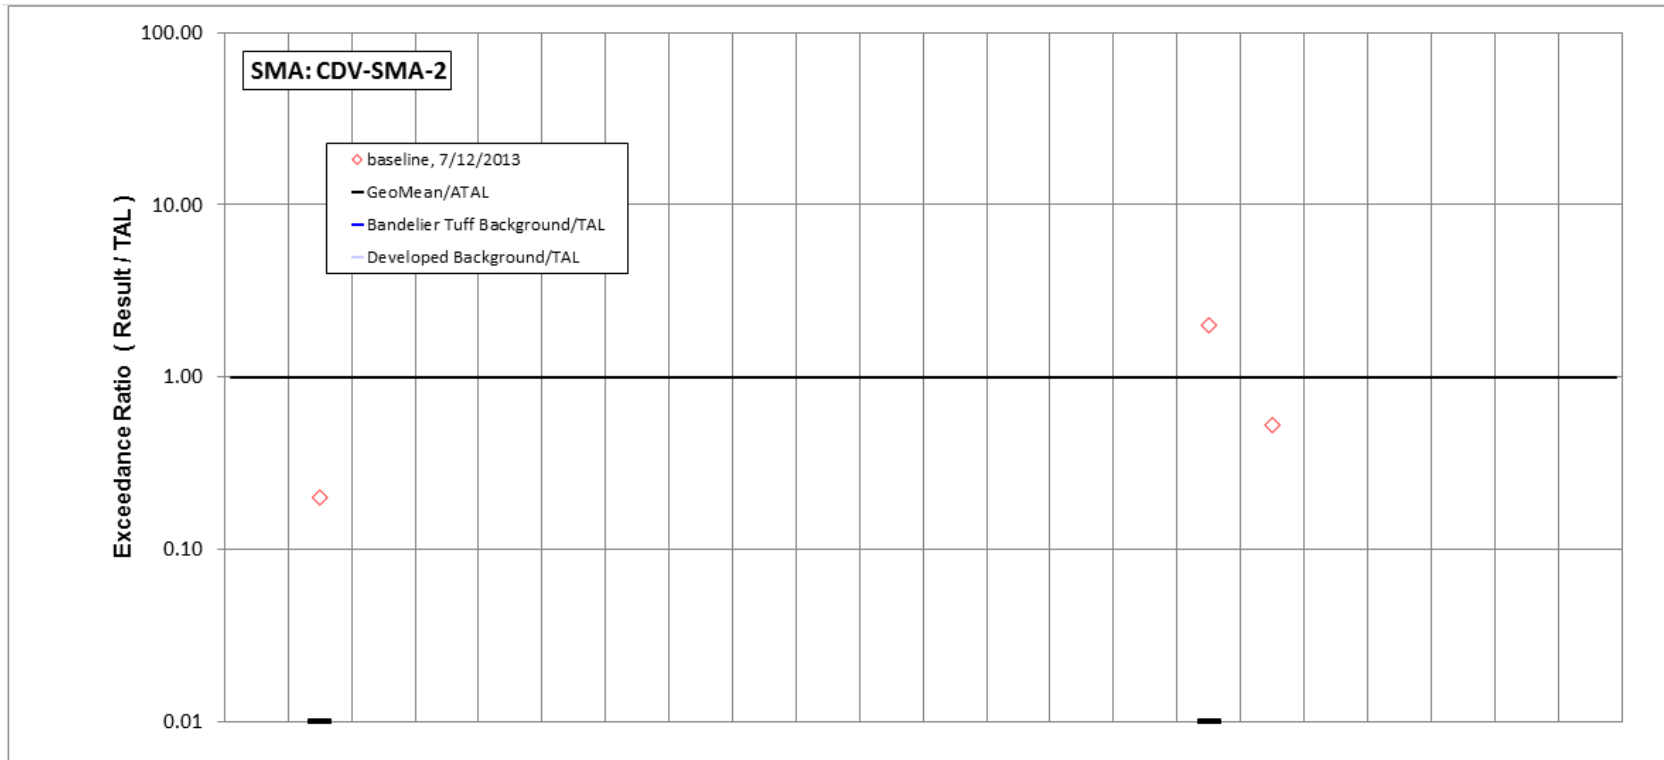 100.00
SMA: CDV-SMA-2
baseline, 7/12/2013
GeoMean/ATAL
Bandelier Tuff Background/TAL
Developed Background/TAL
10.00
1.00
0.10
0.01
Exceedance Ratio ( Result / TAL )